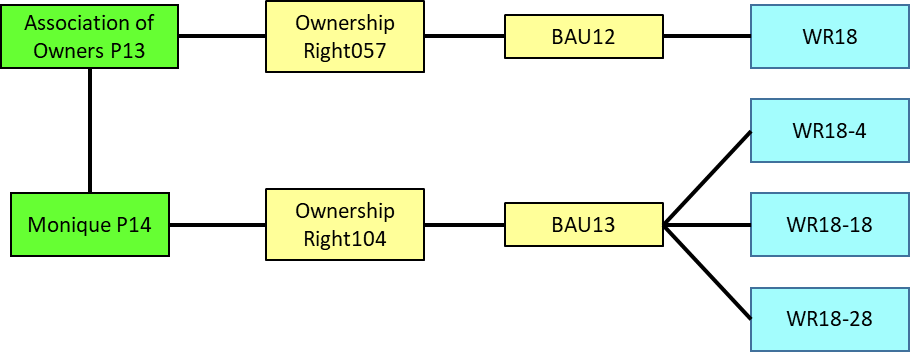 Association of
Owners P13
Ownership
Right057
BAU12
WR18
WR18-4
Monique P14
Ownership
Right104
BAU13
WR18-18
WR18-28